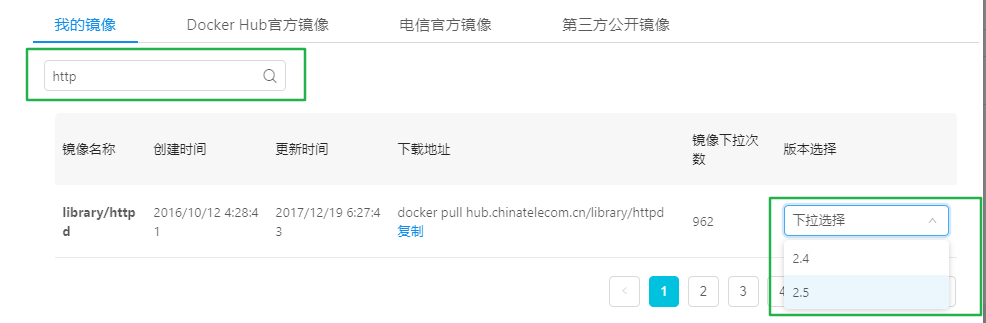 我的镜像 Docker Hub官方镜像 电信官方镜像 第三方公开镜像
http
镜像名称 创建时间 更新时间 下载地址 镜像下拉次
数 版本选择
library/http
d 2016/10/12 4:28:4
1 2017/12/19 6:27:4
3 docker pull hub.chinatelecom.cn/library/httpd
复制 962 下拉选择
2.4
2.5
< 1 2 3